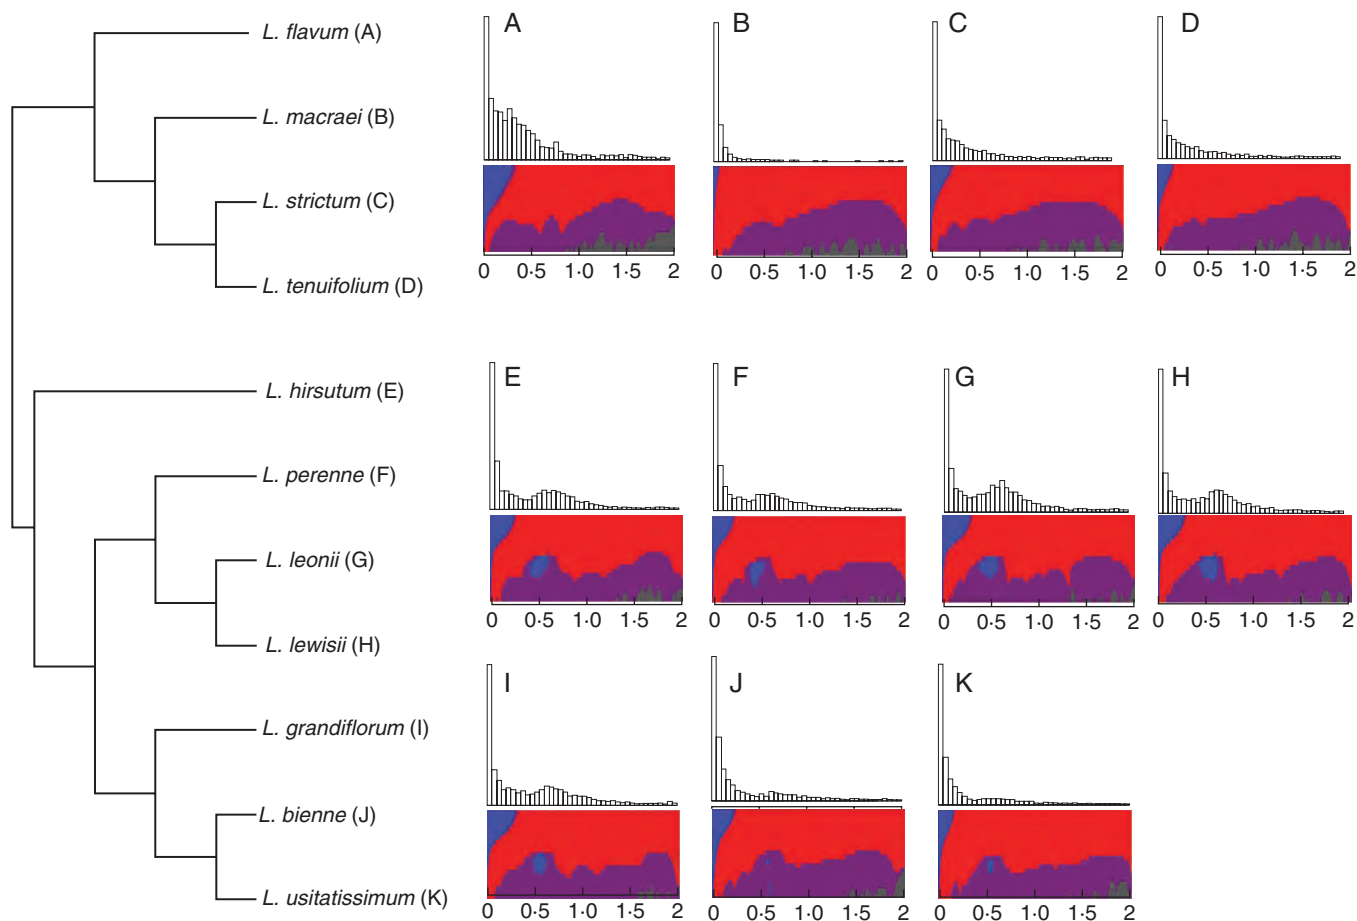 L. flavum (A)
L. macraei (B)
L. strictum (C)
L. tenuifolium (D)
L. hirsutum (E)
L. perenne (F)
L. leonii (G)
L. lewisii (H)
L. grandiflorum (I)
L. bienne (J)
L. usitatissimum (K)
A B C D
0 0·5 1·0 1·5 2 0 0·5 1·0 1·5 2 0 0·5 1·0 1·5 2 0 0·5 1·0 1·5 2
E F G H
0 0·5 1·0 1·5 2 0 0·5 1·0 1·5 2 0 0·5 1·0 1·5 2 0 0·5 1·0 1·5 2
I J K
0 0·5 1·0 1·5 2 0 0·5 1·0 1·5 2 0 0·5 1·0 1·5 2